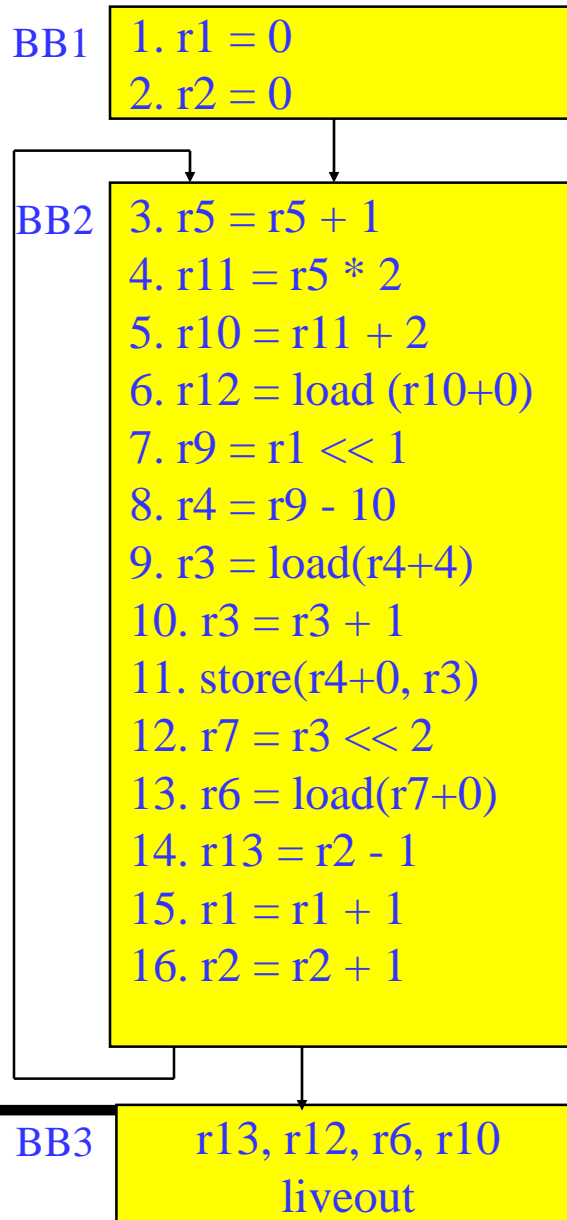 BB1
1. r1 = 0
2. r2 = 0
BB2
3. r5 = r5 + 1
4. r11 = r5 * 2
5. r10 = r11 + 2
6. r12 = load (r10+0)
7. r9 = r1 << 1
8. r4 = r9 - 10
9. r3 = load(r4+4)
10. r3 = r3 + 1
11. store(r4+0, r3)
12. r7 = r3 << 2
13. r6 = load(r7+0)
14. r13 = r2 - 1
15. r1 = r1 + 1
16. r2 = r2 + 1
BB3
r13, r12, r6, r10
liveout